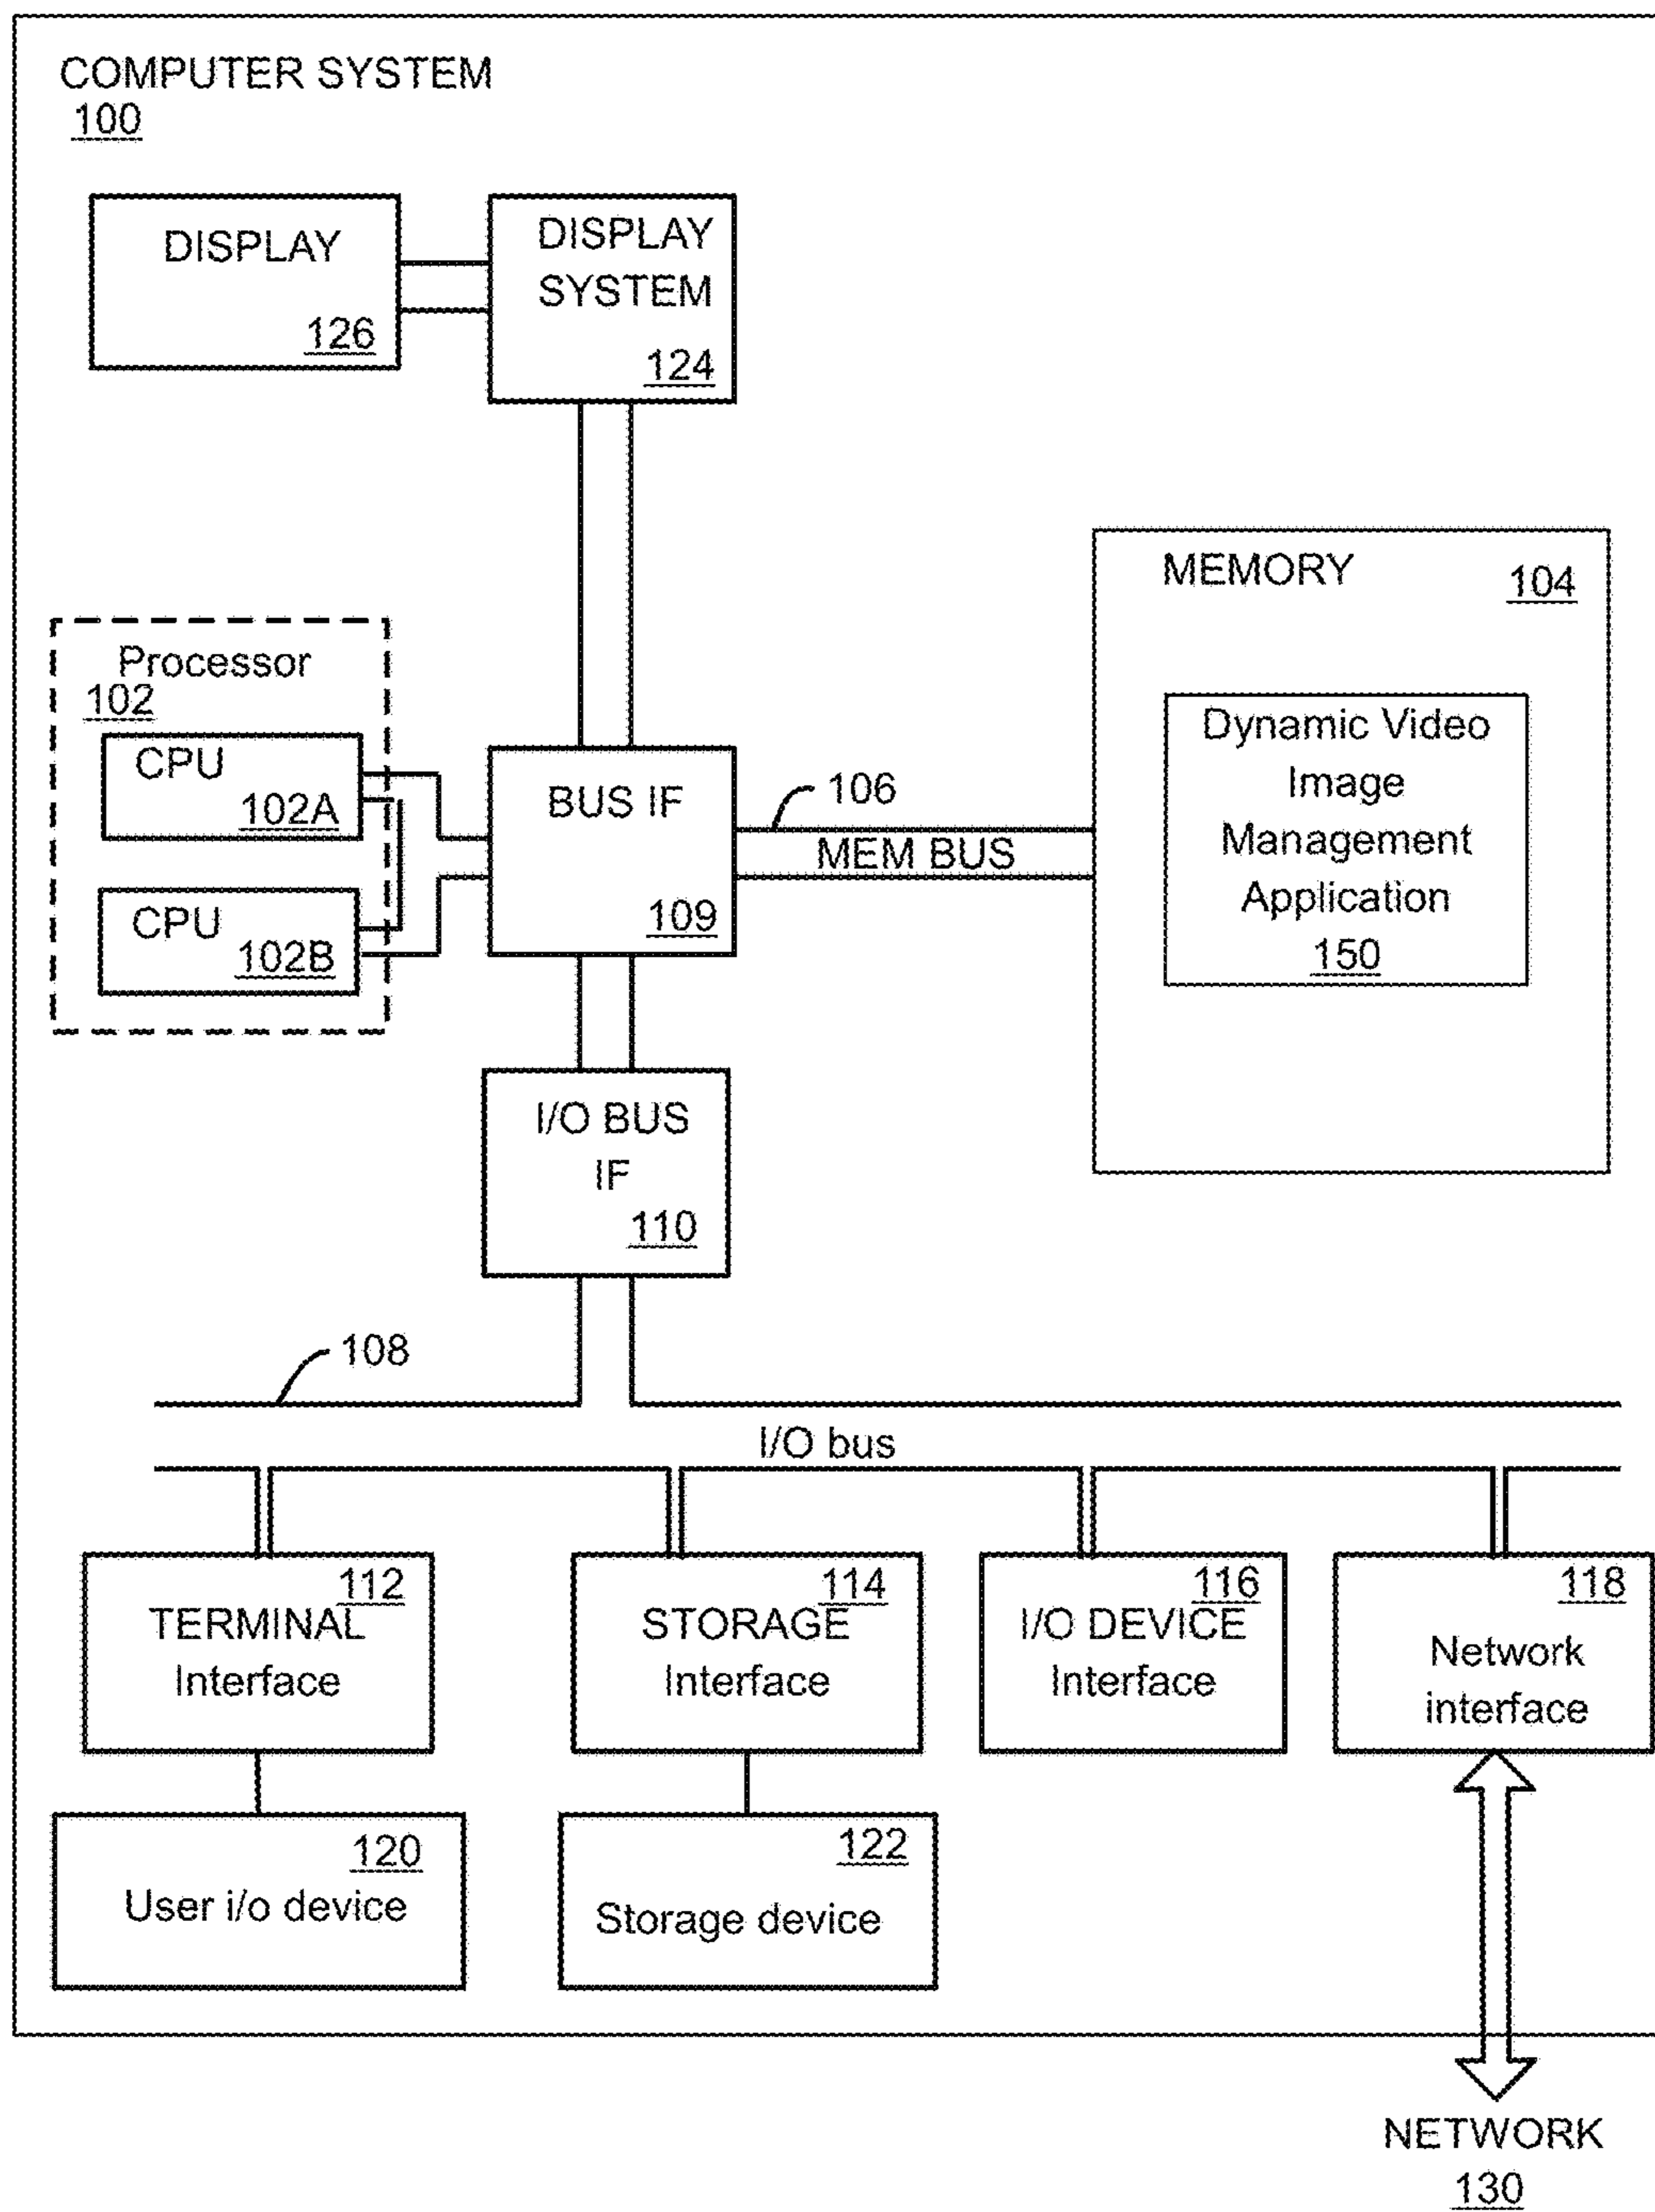 COMPUTER SYSTEM
100
DISPLAY
126
DISPLAY
SYSTEM
124
MEMORY
104
Dynamic Video
Image
Management
Application
150
Processor
102
CPU
102A
CPU
102B
BUS IF
109
106
MEM BUS
I/O BUS
IF
110
108
I/O bus
112
TERMINAL
Interface
114
STORAGE
Interface
116
I/O DEVICE
Interface
118
Network
interface
120
User i/o device
122
Storage device
NETWORK
130